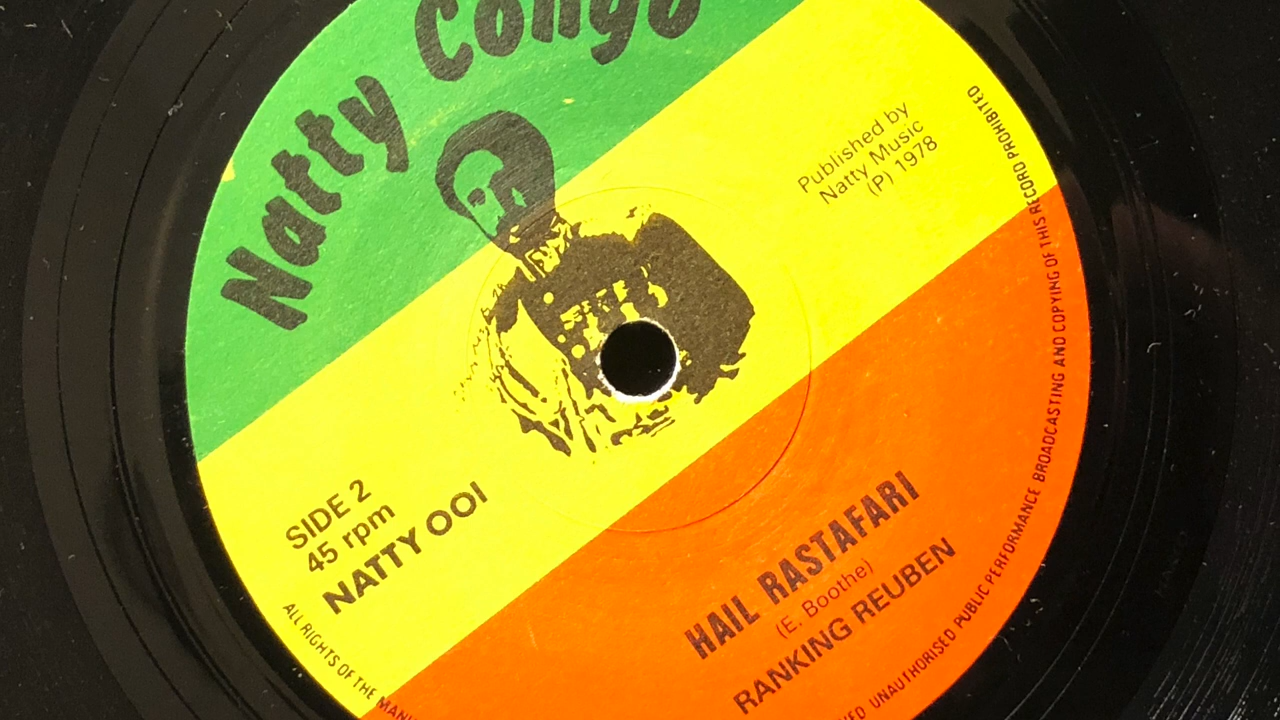 Natty Congo
Published by
Natty Music
(P) 1978
SIDE 2
45 rpm
NATTY OO1
HAIL RASTAFARI
(E. Boothe)
RANKING REUBEN
ALL RIGHTS OF THE
UNAUTHORISED PUBLIC PERFORMANCE BROADCASTING AND COPYING OF THIS RECORD PROHIBITED